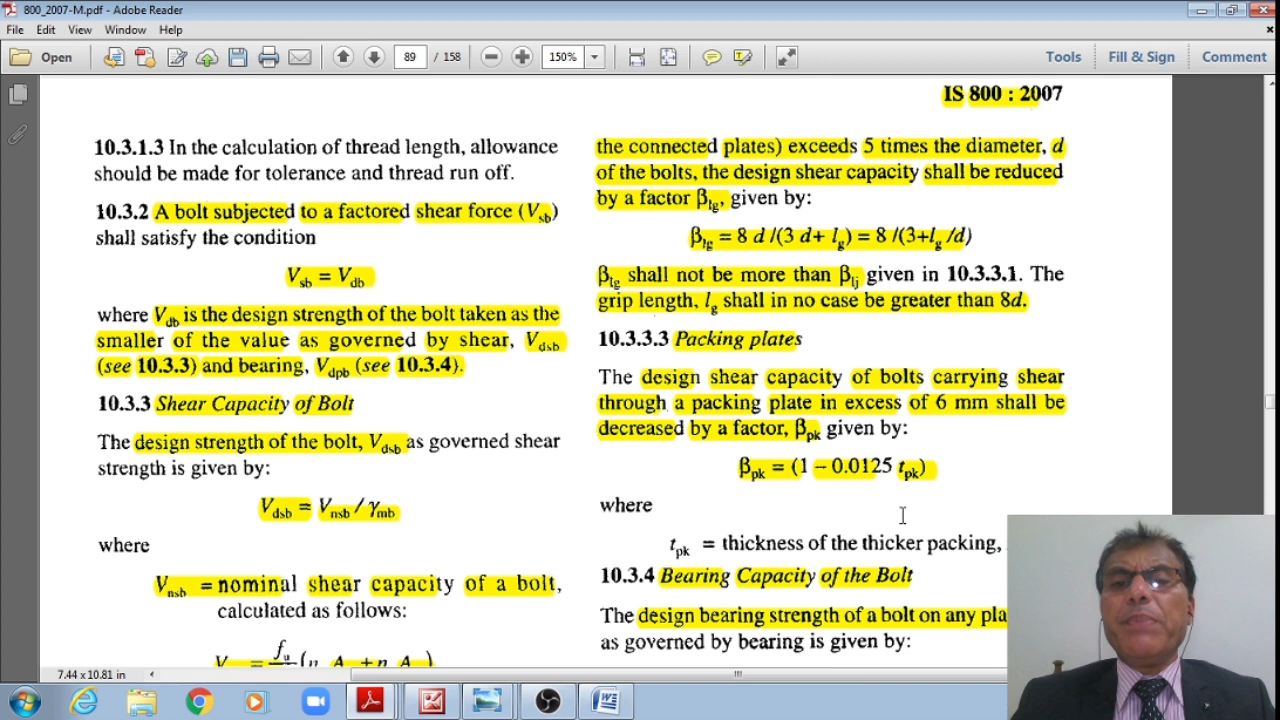 800_2007-M.pdf - Adobe Reader
File Edit View Window Help
Open 89 / 158 150% Tools Fill & Sign Comment
IS 800 : 2007
10.3.1.3 In the calculation of thread length, allowance
should be made for tolerance and thread run off.
10.3.2 A bolt subjected to a factored shear force (Vsb)
shall satisfy the condition
Vsb = Vdb
where Vdb is the design strength of the bolt taken as the
smaller of the value as governed by shear, Vdsb
(see 10.3.3) and bearing, Vdpb (see 10.3.4).
10.3.3 Shear Capacity of Bolt
The design strength of the bolt, Vdsb as governed shear
strength is given by:
Vdsb = Vnsb / γmb
where
Vnsb = nominal shear capacity of a bolt,
calculated as follows:
the connected plates) exceeds 5 times the diameter, d
of the bolts, the design shear capacity shall be reduced
by a factor βlg, given by:
βlg = 8 d /(3 d+ lg) = 8 /(3+lg /d)
βlg shall not be more than βlj given in 10.3.3.1. The
grip length, lg shall in no case be greater than 8d.
10.3.3.3 Packing plates
The design shear capacity of bolts carrying shear
through a packing plate in excess of 6 mm shall be
decreased by a factor, βpk given by:
βpk = (1 – 0.0125 tpk)
where
tpk = thickness of the thicker packing,
10.3.4 Bearing Capacity of the Bolt
The design bearing strength of a bolt on any pla
as governed by bearing is given by:
7.44 x 10.81 in